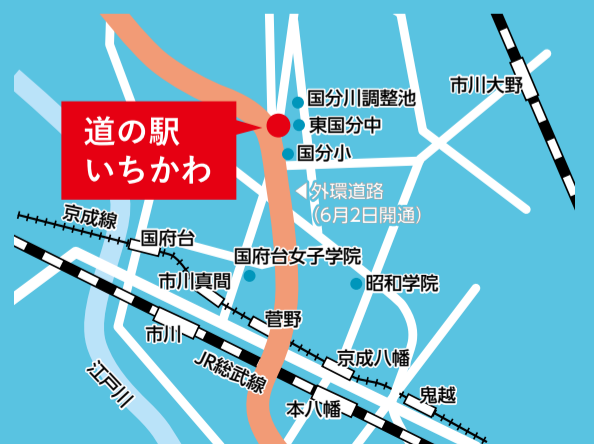 国分川調整池
市川大野
道の駅
いちかわ
東国分中
国分小
外環道路
（6月2日開通）
京成線
国府台
国府台女子学院
市川真間
昭和学院
菅野
市川
京成八幡
JR総武線
江戸川
鬼越
本八幡